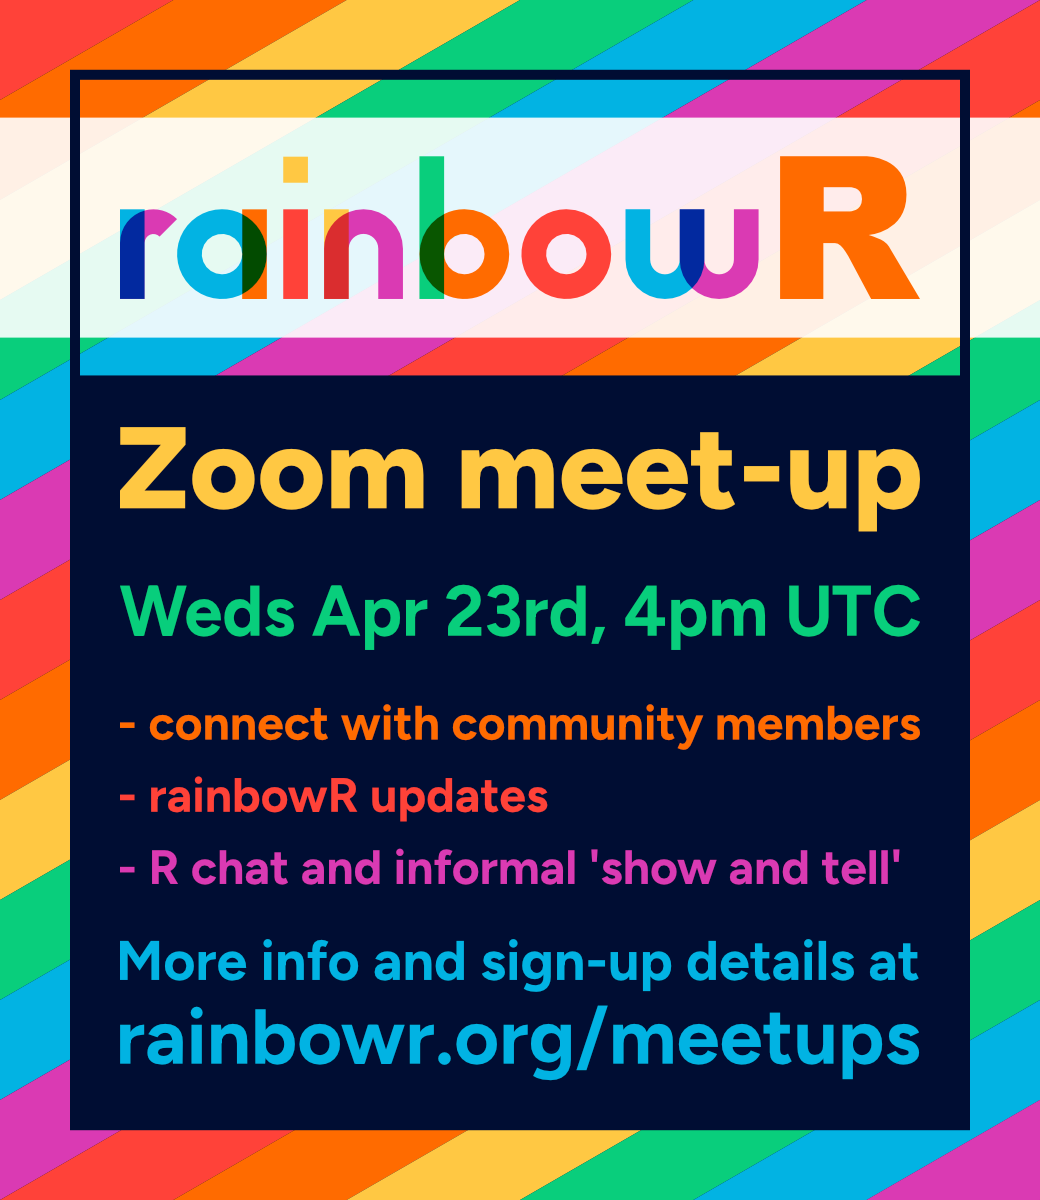 rainbowR
Zoom meet-up
Weds Apr 23rd, 4pm UTC
- connect with community members
- rainbowR updates
- R chat and informal 'show and tell'
More info and sign-up details at
rainbowr.org/meetups